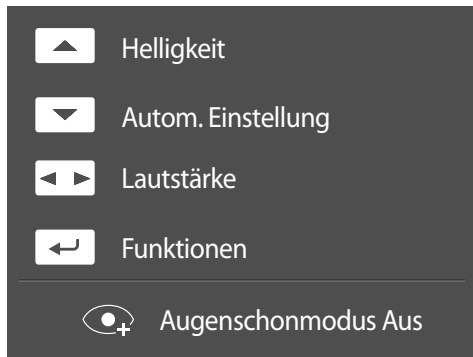 Helligkeit
Autom. Einstellung
Lautstärke
Funktionen
Augenschonmodus Aus